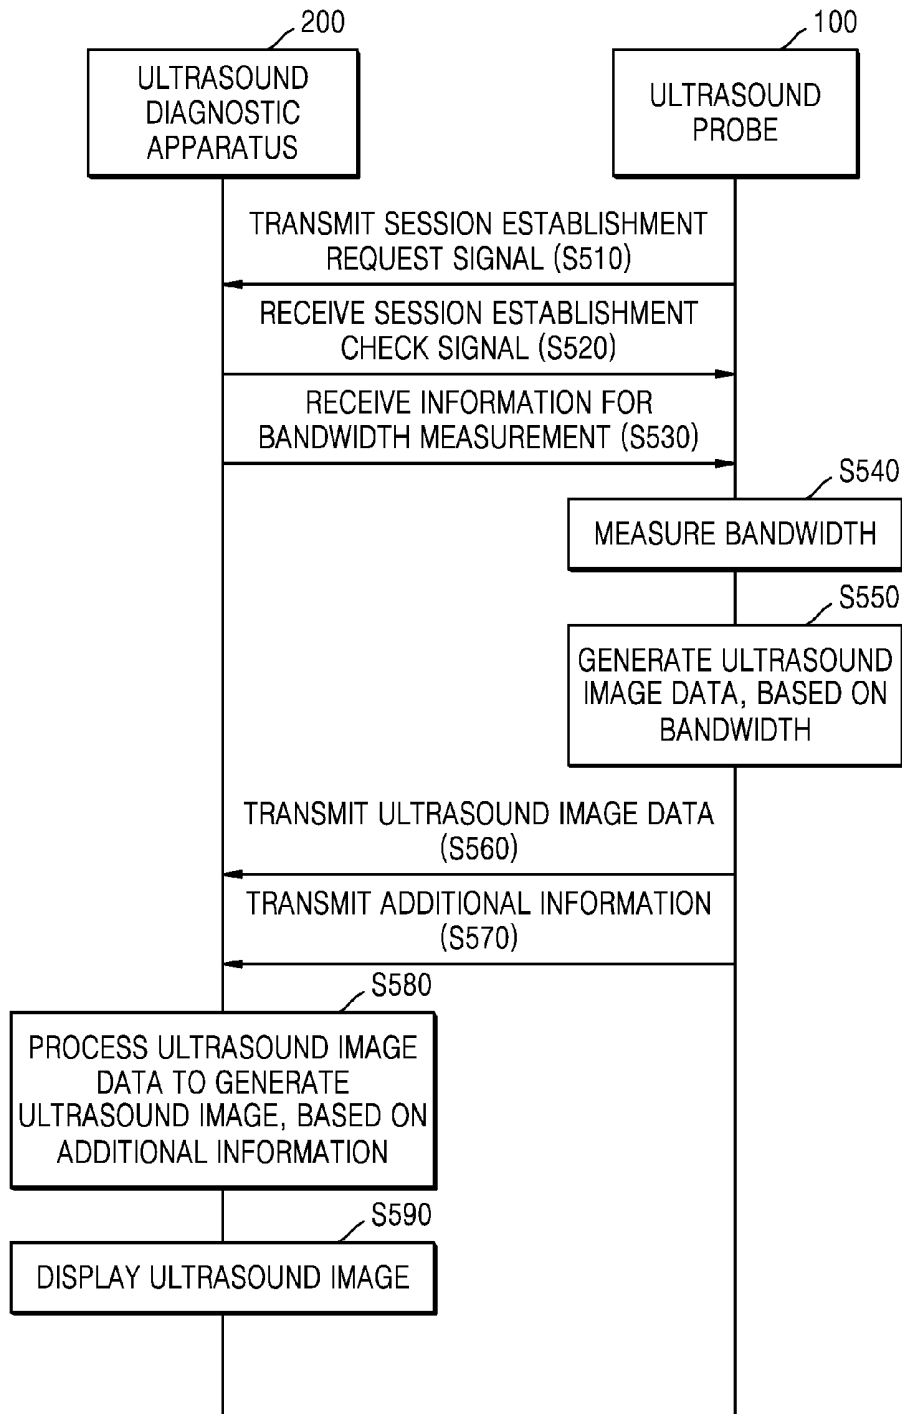 200
100
ULTRASOUND
DIAGNOSTIC
APPARATUS
ULTRASOUND
PROBE
TRANSMIT SESSION ESTABLISHMENT
REQUEST SIGNAL (S510)
RECEIVE SESSION ESTABLISHMENT
CHECK SIGNAL (S520)
RECEIVE INFORMATION FOR
BANDWIDTH MEASUREMENT (S530)
S540
MEASURE BANDWIDTH
S550
GENERATE ULTRASOUND
IMAGE DATA, BASED ON
BANDWIDTH
TRANSMIT ULTRASOUND IMAGE DATA
(S560)
TRANSMIT ADDITIONAL INFORMATION
(S570)
S580
PROCESS ULTRASOUND IMAGE
DATA TO GENERATE
ULTRASOUND IMAGE, BASED ON
ADDITIONAL INFORMATION
S590
DISPLAY ULTRASOUND IMAGE